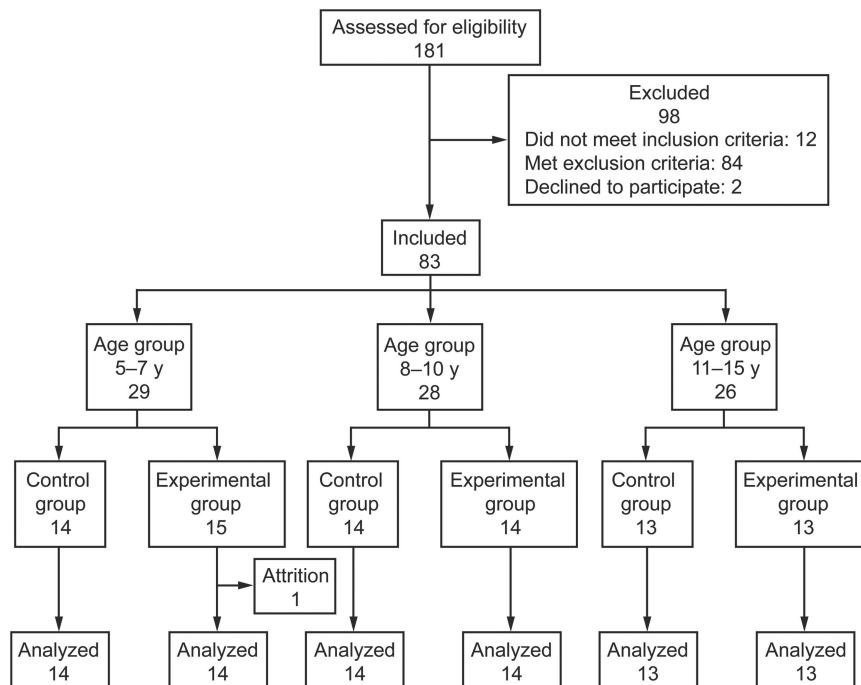 Assessed for eligibility
181
Excluded
98
Did not meet inclusion criteria: 12
Met exclusion criteria: 84
Declined to participate: 2
Included
83
Age group
5–7 y
29
Age group
8–10 y
28
Age group
11–15 y
26
Control
group
14
Experimental
group
15
Control
group
14
Experimental
group
14
Control
group
13
Experimental
group
13
Attrition
1
Analyzed
14
Analyzed
14
Analyzed
14
Analyzed
14
Analyzed
13
Analyzed
13